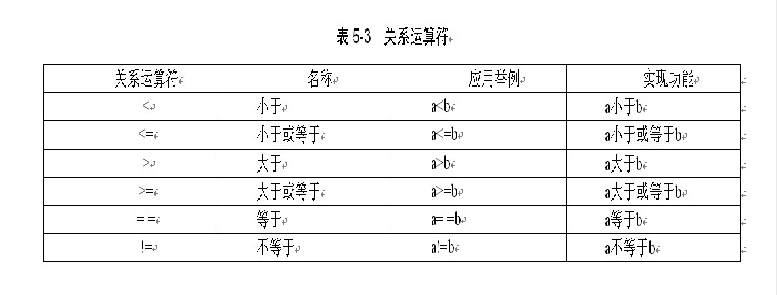 表 5-3 关系运算符
关系运算符 名称 应用举例 实现功能
< 小于 a<b a小于b
<= 小于或等于 a<=b a小于或等于b
> 大于 a>b a大于b
>= 大于或等于 a>=b a大于或等于b
= = 等于 a= =b a等于b
!= 不等于 a!=b a不等于b